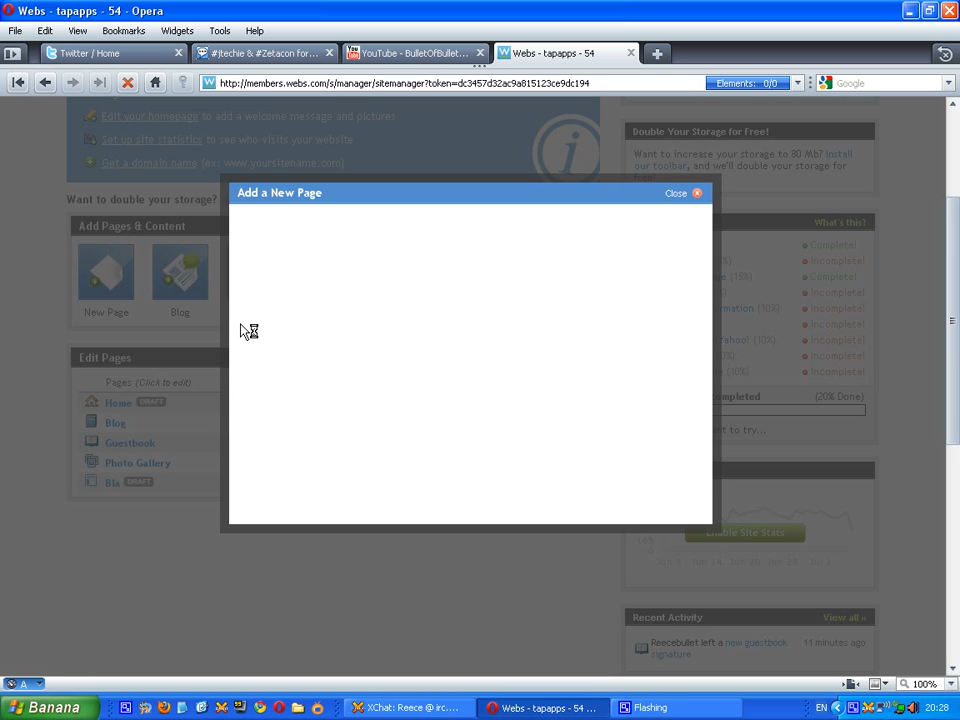 Webs - tapapps - 54 - Opera
File Edit View Bookmarks Widgets Tools Help
Twitter / Home
#jtechie & #Zetacon for...
YouTube - BulletOfBullet...
Webs - tapapps - 54
http://members.webs.com/s/manager/sitemanager?token=dc3457d32ac9a815123ce9dc194
Elements: 0/0
Google
Edit your homepage to add a welcome message and pictures
Set up site statistics to see who visits your website
Get a domain name (ex: www.yoursitename.com)
Want to double your storage?
Add Pages & Content
New Page
Blog
Edit Pages
Pages (Click to edit)
Home DRAFT
Blog
Guestbook
Photo Gallery
Bla DRAFT
Add a New Page
Close
Double Your Storage for Free!
Want to increase your storage to 80 Mb? Install
our toolbar, and we'll double your storage for
free.
What's this?
Complete!
Incomplete!
(15%) Complete!
Incomplete!
(10%) Incomplete!
Incomplete!
(10%) Incomplete!
Incomplete!
(10%) Incomplete!
(20% Done)
to try...
Enable Site Stats
Recent Activity
View all »
Reecebullet left a new guestbook
signature
11 minutes ago
A
100%
Banana
XChat: Reece @ irc....
Webs - tapapps - 54 ...
Flashing
EN
20:28